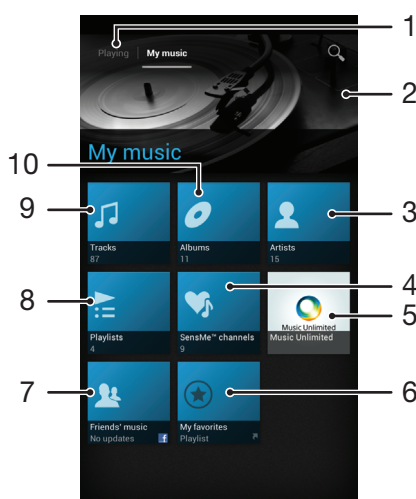 1
Playing My music
2
My music
10
9
3
Tracks
87
Albums
11
Artists
15
8
4
5
Playlists
4
SensMe™ channels
9
Music Unlimited
Music Unlimited
7
6
Friends' music
No updates f
My favorites
Playlist